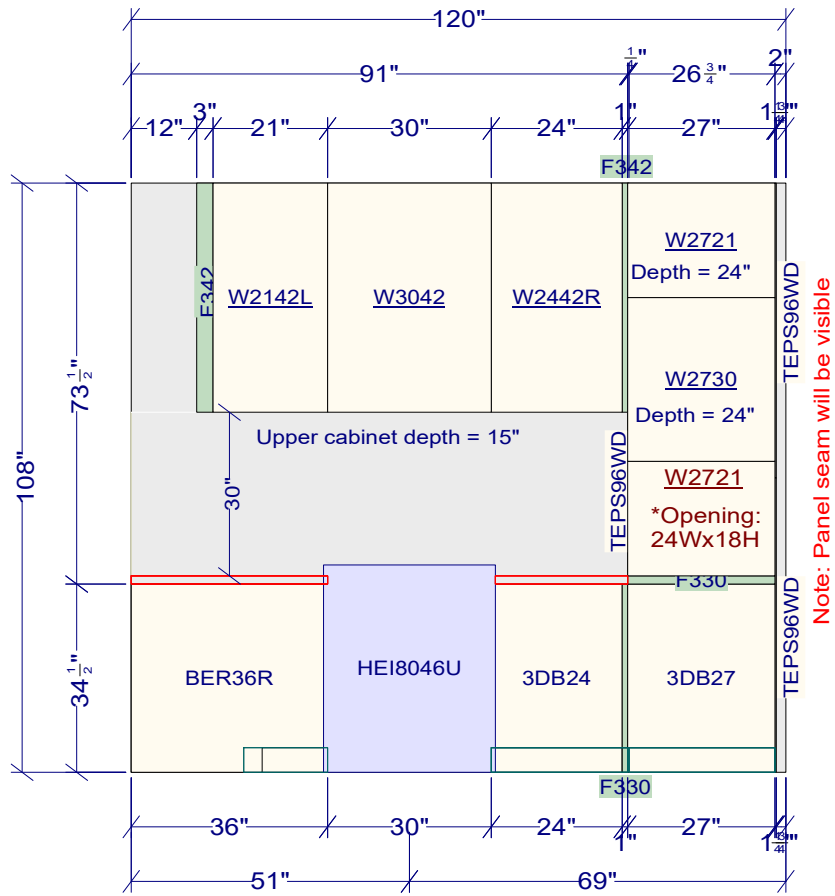 120"
91"
1/4"
26 3/4"
2"
12"
3"
21"
30"
24"
1"
27"
F342
F342
W2142L
W3042
W2442R
W2721
Depth = 24"
W2730
Depth = 24"
W2721
*Opening:
24Wx18H
Upper cabinet depth = 15"
30"
TEPS96WD
TEPS96WD
TEPS96WD
Note: Panel seam will be visible
108"
73 1/2"
34 1/2"
F330
BER36R
HEI8046U
3DB24
3DB27
F330
36"
30"
24"
1"
27"
51"
69"